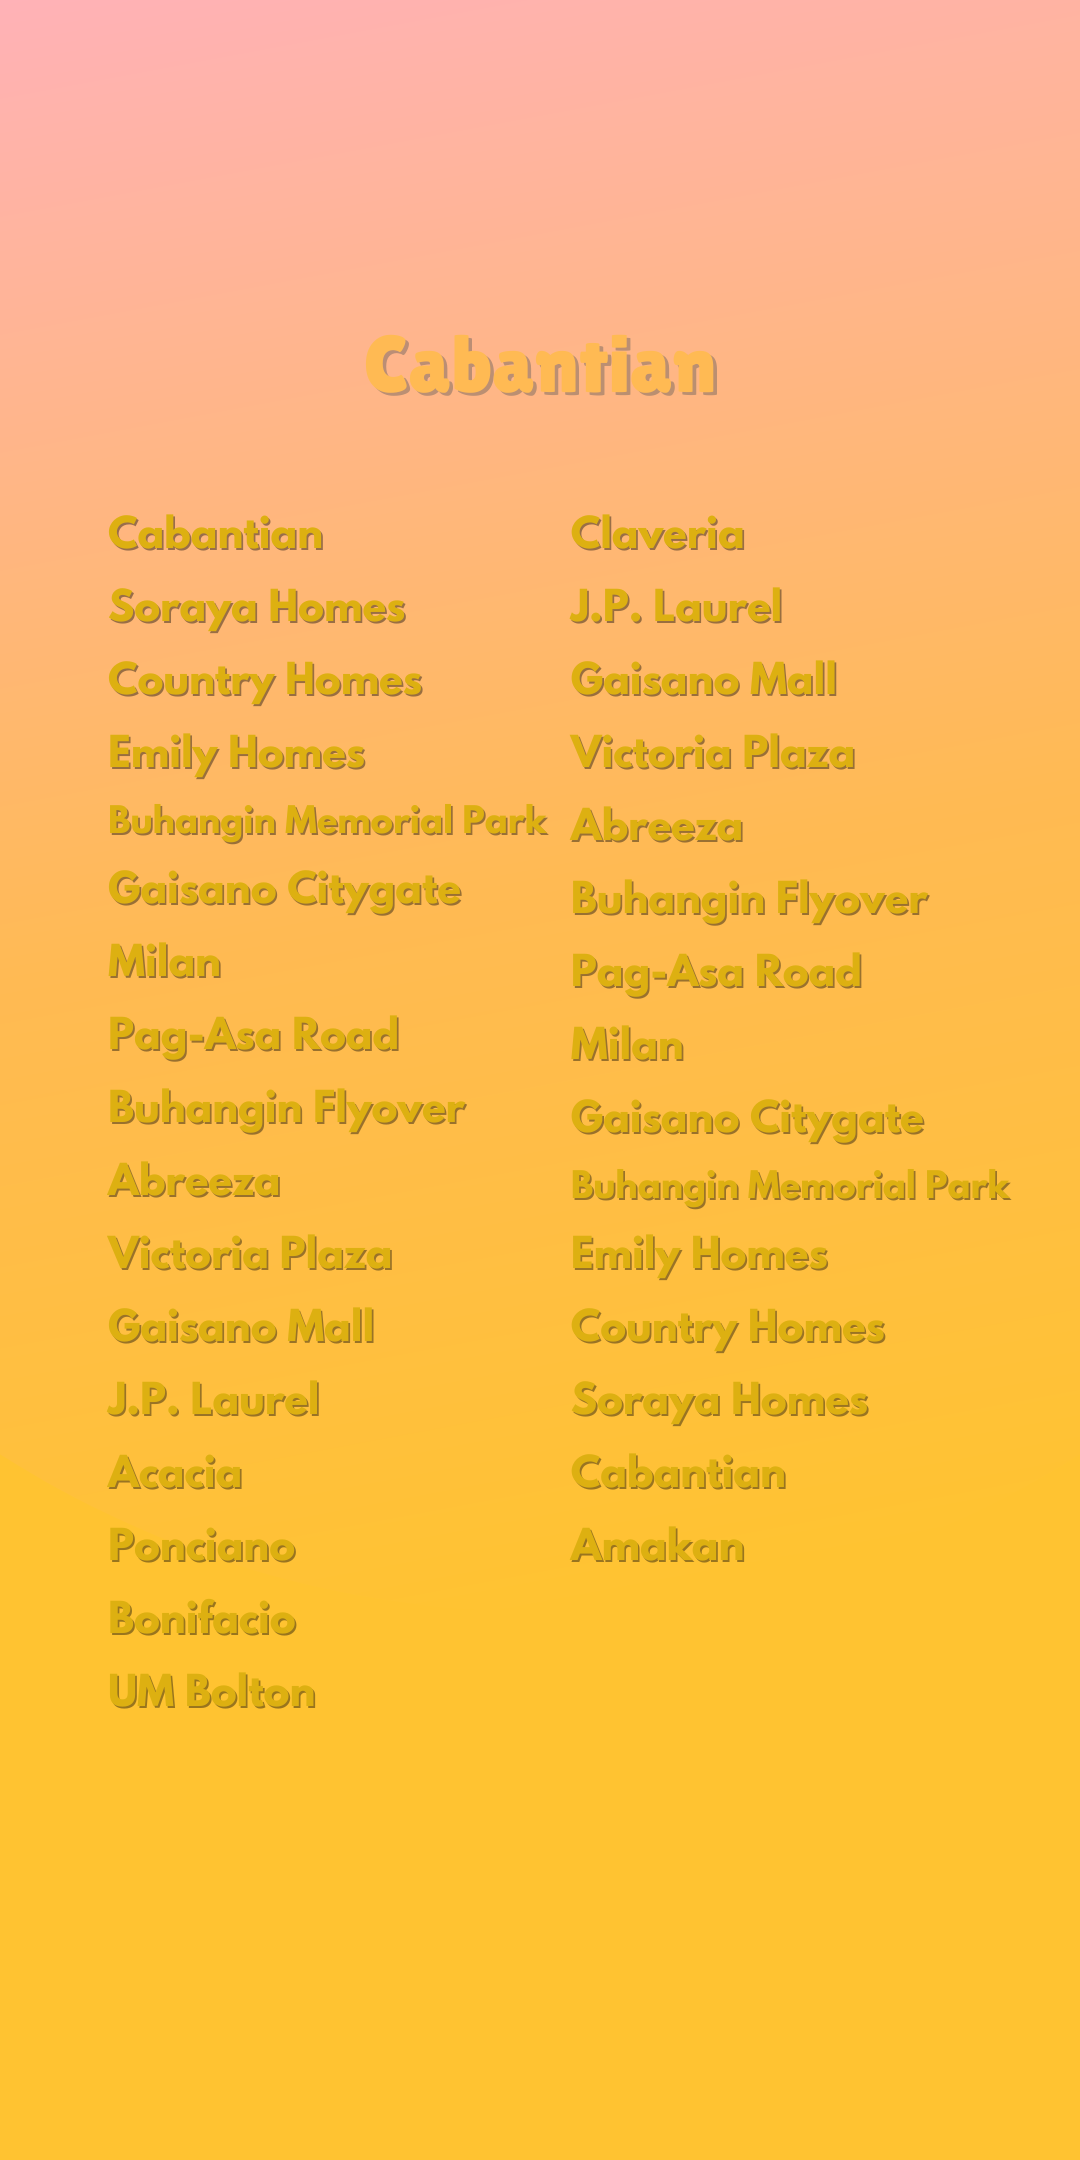 Cabantian
Cabantian
Soraya Homes
Country Homes
Emily Homes
Buhangin Memorial Park
Gaisano Citygate
Milan
Pag-Asa Road
Buhangin Flyover
Abreeza
Victoria Plaza
Gaisano Mall
J.P. Laurel
Acacia
Ponciano
Bonifacio
UM Bolton
Claveria
J.P. Laurel
Gaisano Mall
Victoria Plaza
Abreeza
Buhangin Flyover
Pag-Asa Road
Milan
Gaisano Citygate
Buhangin Memorial Park
Emily Homes
Country Homes
Soraya Homes
Cabantian
Amakan